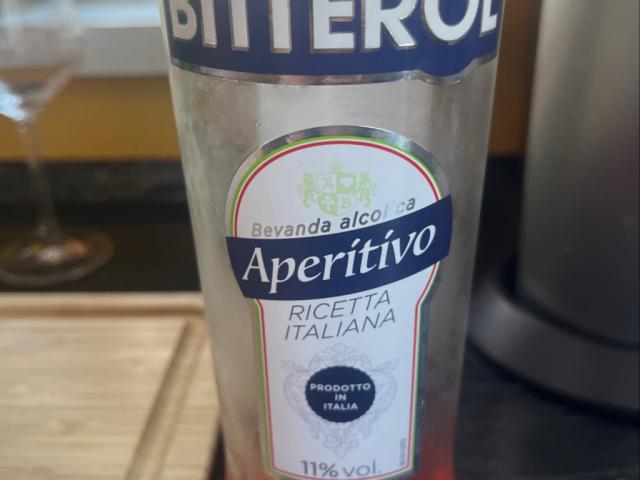 BITTEROL
Bevanda alcolica
Aperitivo
RICETTA
ITALIANA
PRODOTTO
IN
ITALIA
11% vol.